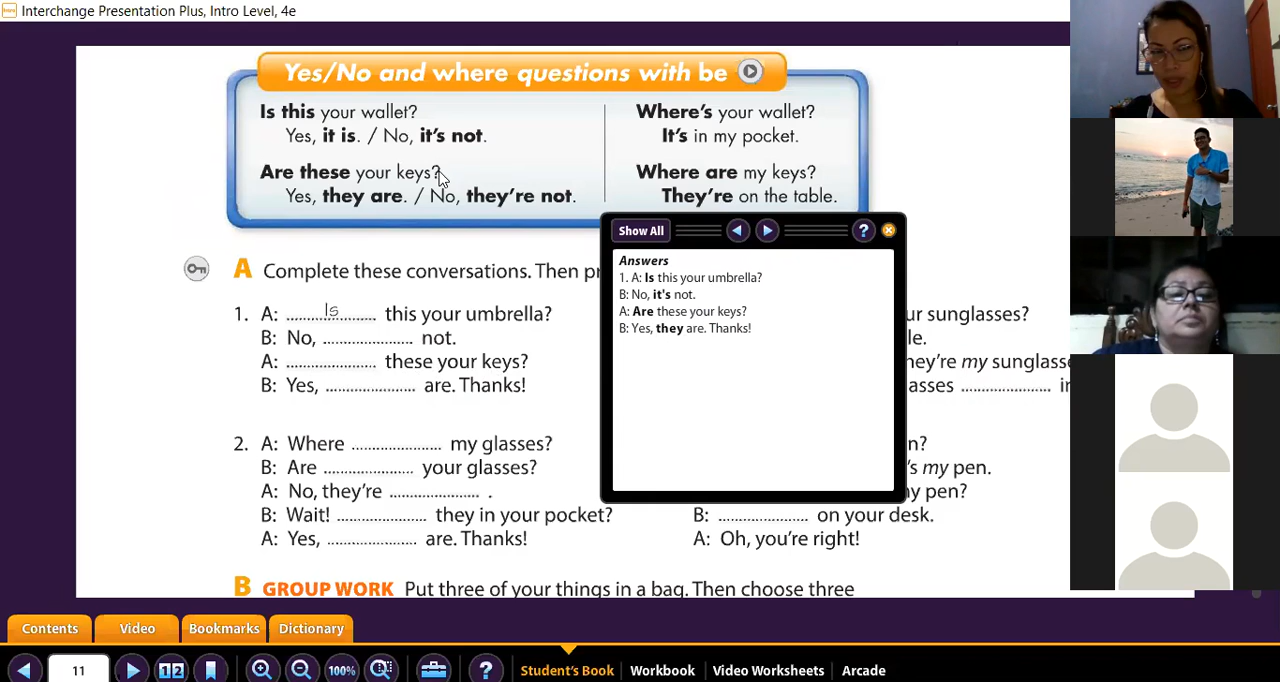 Interchange Presentation Plus, Intro Level, 4e
Yes/No and where questions with be
Is this your wallet?
Yes, it is. / No, it's not.
Are these your keys?
Yes, they are. / No, they're not.
Where's your wallet?
It's in my pocket.
Where are my keys?
They're on the table.
A Complete these conversations. Then
1. A: ...................... this your umbrella?
Is
B: No, ...................... not.
A: ...................... these your keys?
B: Yes, ...................... are. Thanks!
2. A: Where ...................... my glasses?
B: Are ...................... your glasses?
A: No, they're ...................... .
B: Wait! ...................... they in your pocket?
A: Yes, ...................... are. Thanks!
sunglasses?
they're my
......................
's my pen.
my pen?
B: ...................... on your desk.
A: Oh, you're right!
Show All
?
Answers
1. A: Is this your umbrella?
B: No, it's not.
A: Are these your keys?
B: Yes, they are. Thanks!
B GROUP WORK Put three of your things in a bag. Then choose three
Contents Video Bookmarks Dictionary
11 1 2 100% ? Student's Book Workbook Video Worksheets Arcade